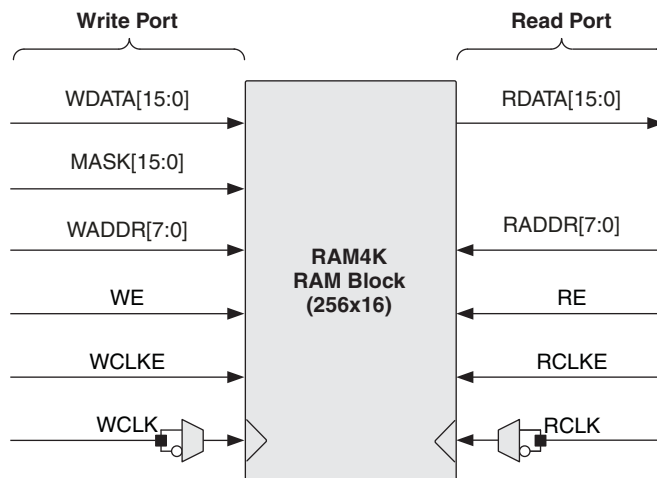 Write Port
Read Port
WDATA[15:0]
RDATA[15:0]
MASK[15:0]
WADDR[7:0]
RADDR[7:0]
RAM4K
RAM Block
(256x16)
WE
RE
WCLKE
RCLKE
WCLK
RCLK